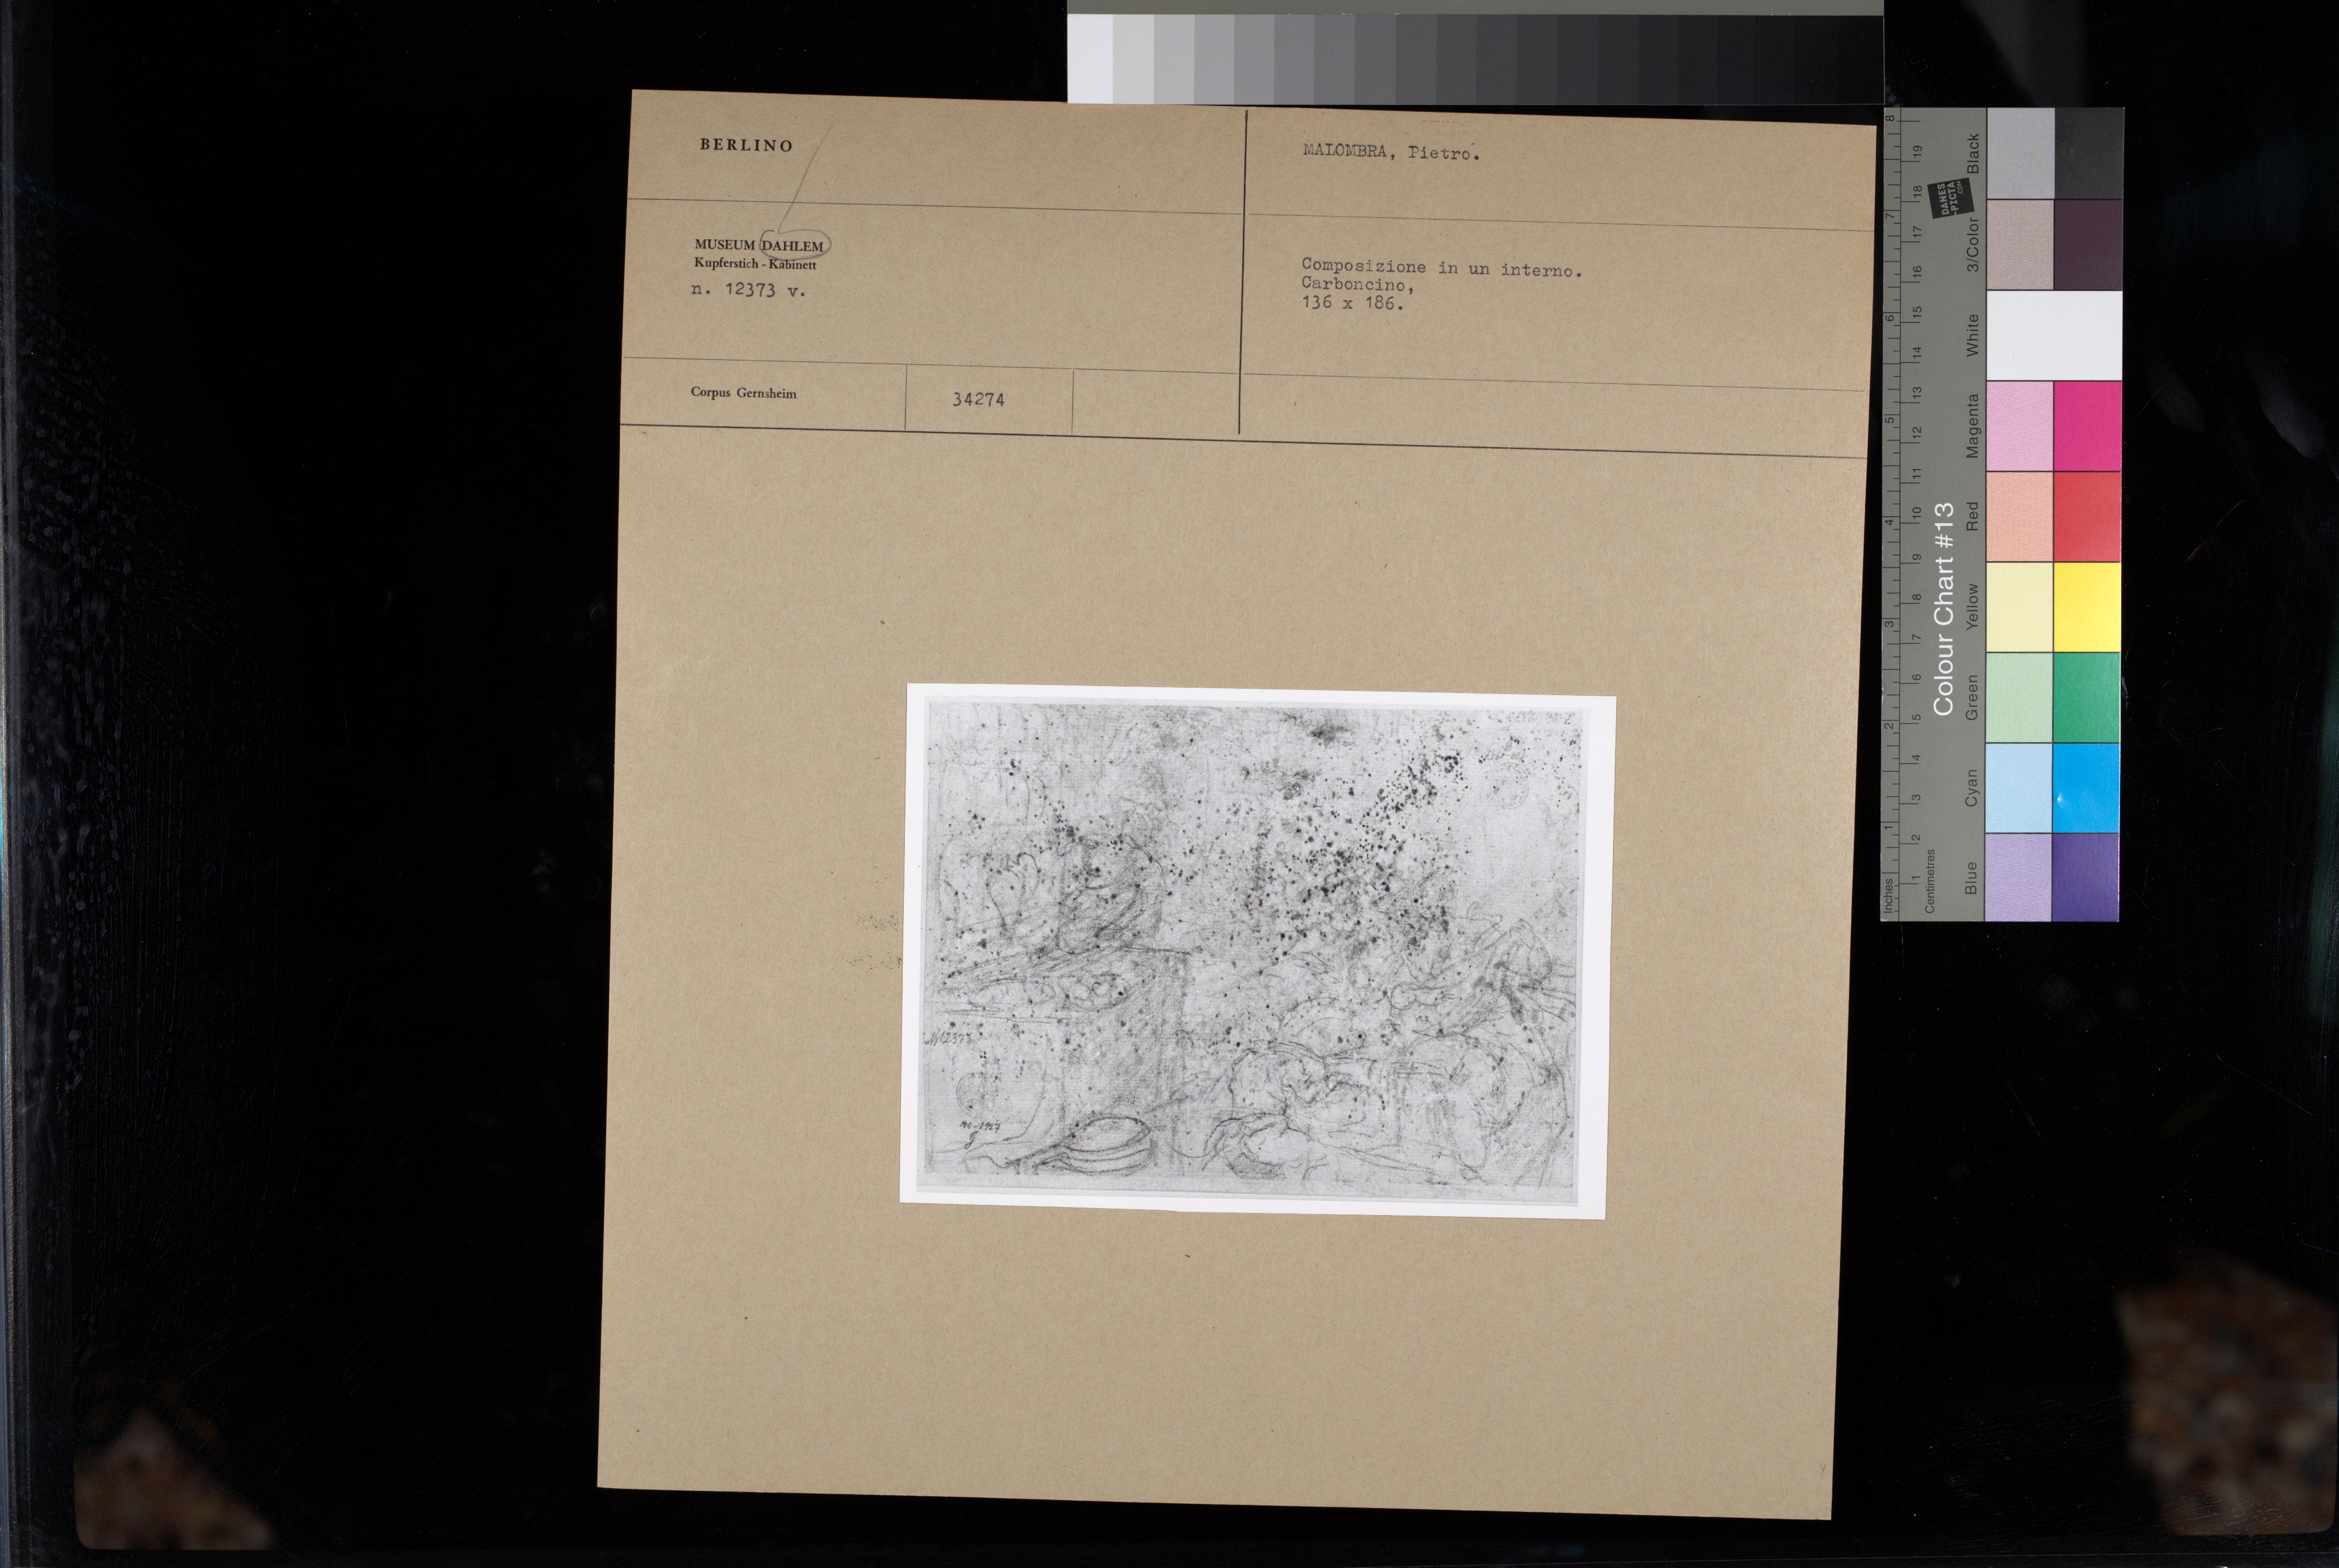 BERLINO
MUSEUM DAHLEM
Kupferstich - Kabinett
n. 12373 v.
Corpus Gernsheim
34274
MALOMBRA, Pietro.
Composizione in un interno.
Carboncino,
136 x 186.
8 7 6 5 4 3 2 1 Inches
19 18 17 16 15 14 13 12 11 10 9 8 7 6 5 4 3 2 1 Centimetres
DANES
-PICTA
.COM
Colour Chart #13
Black
3/Color
White
Magenta
Red
Yellow
Green
Cyan
Blue